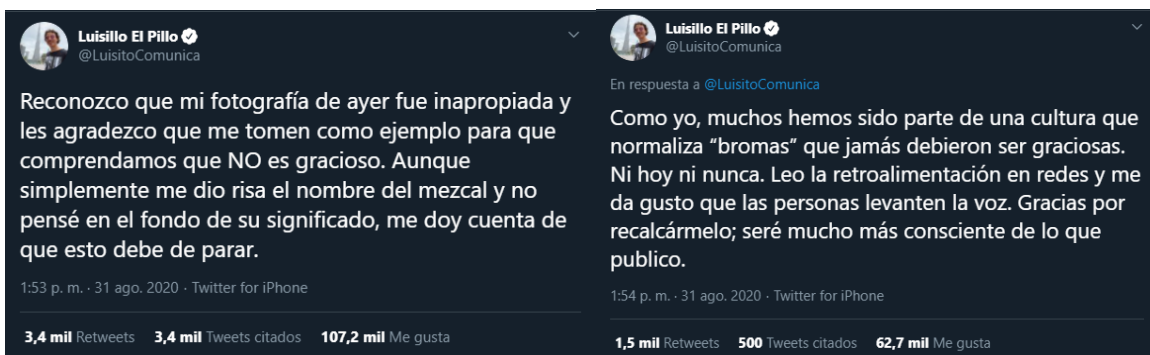 Luisillo El Pillo
@LuisitoComunica
Reconozco que mi fotografía de ayer fue inapropiada y
les agradezco que me tomen como ejemplo para que
comprendamos que NO es gracioso. Aunque
simplemente me dio risa el nombre del mezcal y no
pensé en el fondo de su significado, me doy cuenta de
que esto debe de parar.
1:53 p. m. · 31 ago. 2020 · Twitter for iPhone
3,4 mil Retweets 3,4 mil Tweets citados 107,2 mil Me gusta
Luisillo El Pillo
@LuisitoComunica
En respuesta a @LuisitoComunica
Como yo, muchos hemos sido parte de una cultura que
normaliza "bromas" que jamás debieron ser graciosas.
Ni hoy ni nunca. Leo la retroalimentación en redes y me
da gusto que las personas levanten la voz. Gracias por
recalcármelo; seré mucho más consciente de lo que
publico.
1:54 p. m. · 31 ago. 2020 · Twitter for iPhone
1,5 mil Retweets 500 Tweets citados 62,7 mil Me gusta